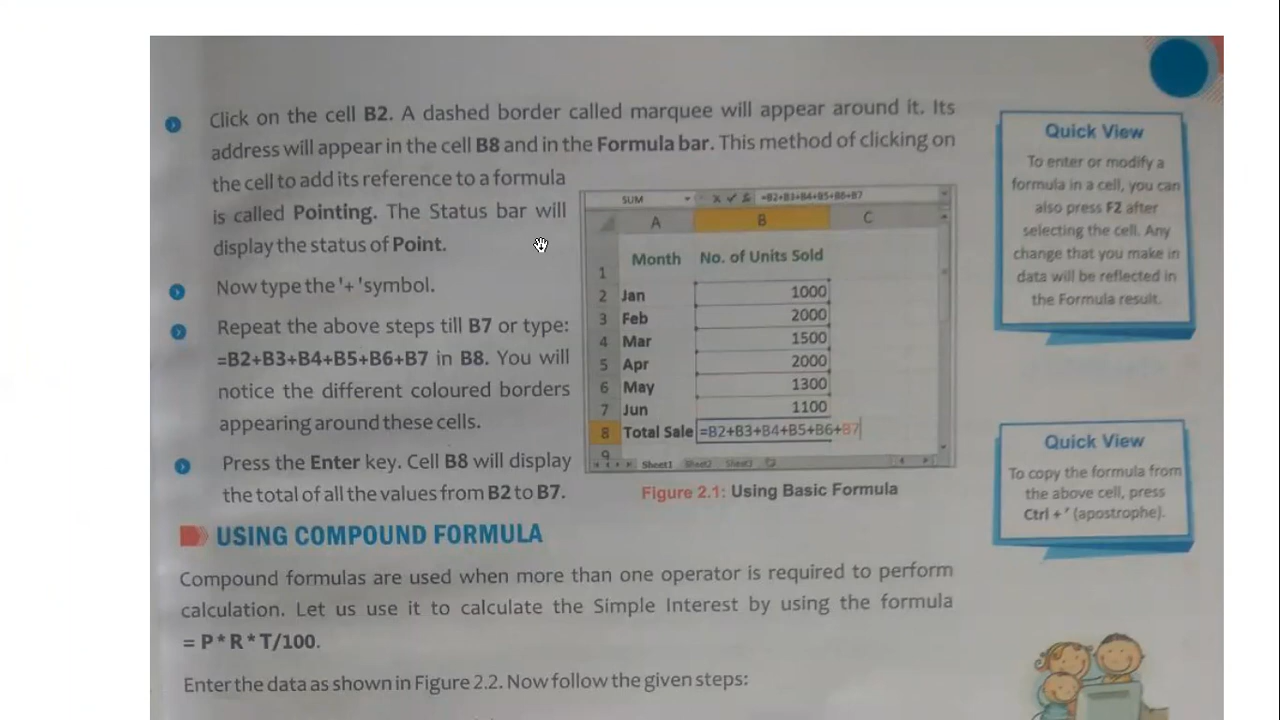 Click on the cell B2. A dashed border called marquee will appear around it. Its
address will appear in the cell B8 and in the Formula bar. This method of clicking on
the cell to add its reference to a formula
is called Pointing. The Status bar will
display the status of Point.
Now type the '+ 'symbol.
Repeat the above steps till B7 or type:
=B2+B3+B4+B5+B6+B7 in B8. You will
notice the different coloured borders
appearing around these cells.
Press the Enter key. Cell B8 will display
the total of all the values from B2 to B7.
SUM =B2+B3+B4+B5+B6+B7
A B C
1 Month No. of Units Sold
2 Jan 1000
3 Feb 2000
4 Mar 1500
5 Apr 2000
6 May 1300
7 Jun 1100
8 Total Sale =B2+B3+B4+B5+B6+B7
9
Sheet1 Sheet2 Sheet3
Figure 2.1: Using Basic Formula
USING COMPOUND FORMULA
Compound formulas are used when more than one operator is required to perform
calculation. Let us use it to calculate the Simple Interest by using the formula
= P * R * T/100.
Enter the data as shown in Figure 2.2. Now follow the given steps:
Quick View
To enter or modify a
formula in a cell, you can
also press F2 after
selecting the cell. Any
change that you make in
data will be reflected in
the Formula result.
Quick View
To copy the formula from
the above cell, press
Ctrl + ' (apostrophe).